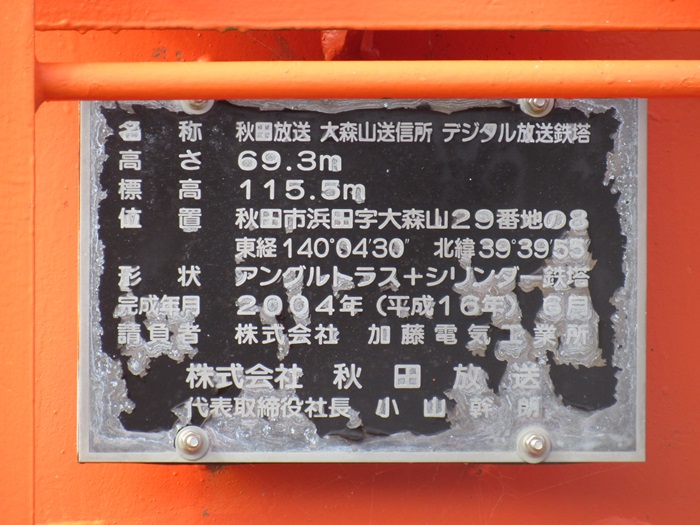 名称 秋田放送 大森山送信所 デジタル放送鉄塔
高さ 69.3m
標高 115.5m
位置 秋田市浜田字大森山29番地の8
東経140°04′30″ 北緯39°39′55
形状 アングルトラス+シリンダー鉄塔
完成年月 2004年(平成16年) 6月
請負者 株式会社 加藤電気工業所
株式会社 秋田放送
代表取締役社長 小山幹